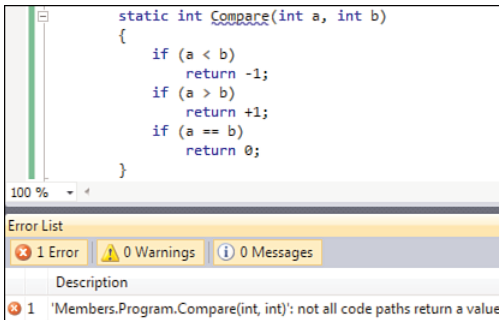 static int Compare(int a, int b)
{
if (a < b)
return -1;
if (a > b)
return +1;
if (a == b)
return 0;
}
100 %
Error List
1 Error 0 Warnings 0 Messages
Description
1 'Members.Program.Compare(int, int)': not all code paths return a value